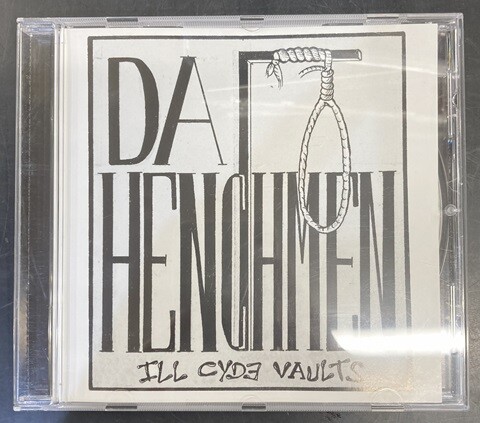 DA
HENCHMEN
ILL CYDE VAULTS